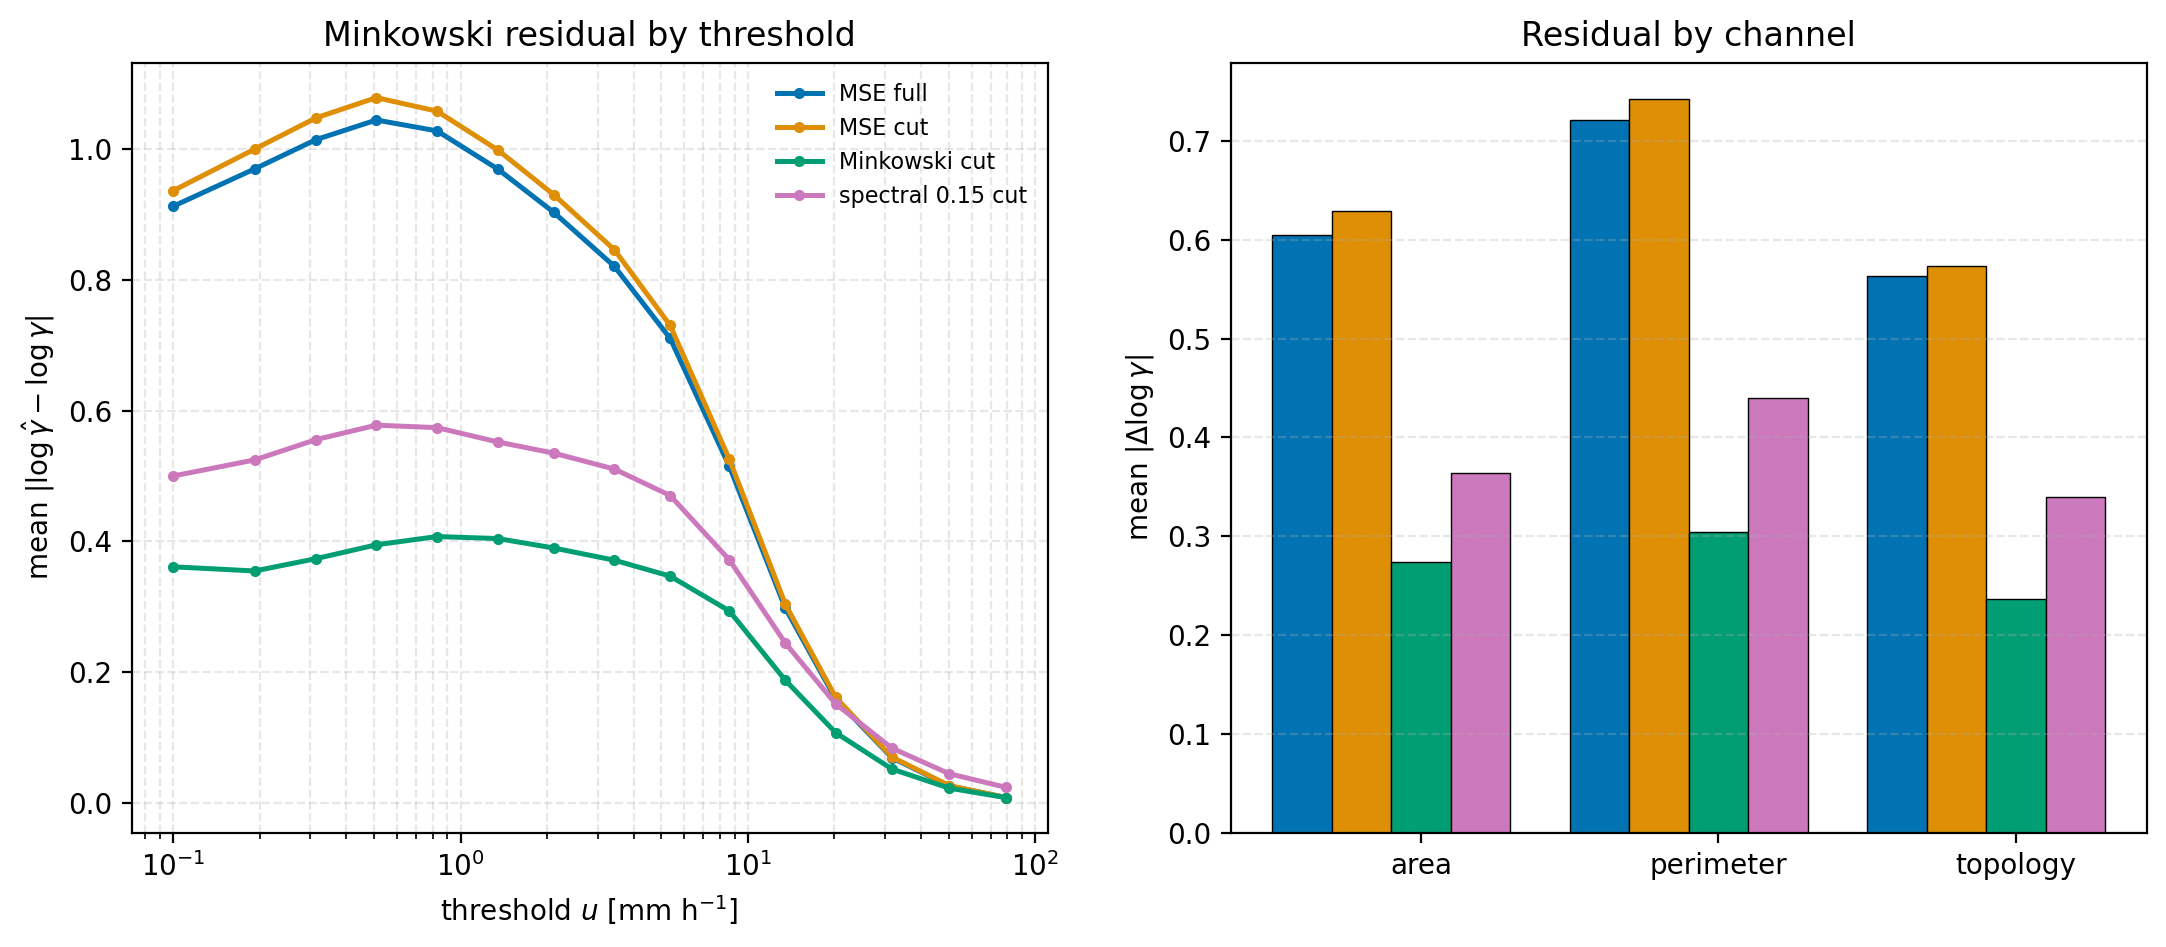 Minkowski residual by threshold
mean |log γ̂ − log γ|
1.0
0.8
0.6
0.4
0.2
0.0
MSE full
MSE cut
Minkowski cut
spectral 0.15 cut
10⁻¹
10⁰
10¹
10²
threshold u [mm h⁻¹]
Residual by channel
mean |Δlog γ|
0.7
0.6
0.5
0.4
0.3
0.2
0.1
0.0
area
perimeter
topology